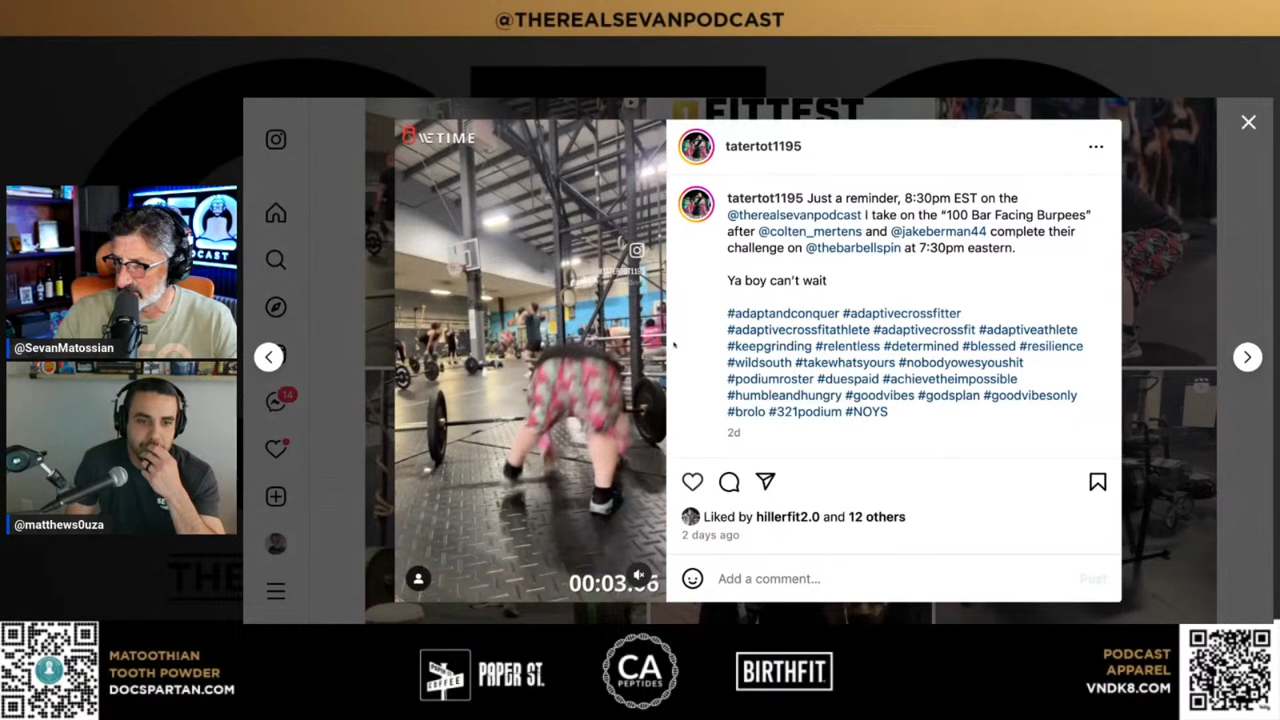 @THEREALSEVANPODCAST
FITTEST
WETIME
tatertot1195
tatertot1195 Just a reminder, 8:30pm EST on the
@therealsevanpodcast I take on the “100 Bar Facing Burpees”
after @colten_mertens and @jakeberman44 complete their
challenge on @thebarbellspin at 7:30pm eastern.
Ya boy can’t wait
#adaptandconquer #adaptivecrossfitter
#adaptivecrossfitathlete #adaptivecrossfit #adaptiveathlete
#keepgrinding #relentless #determined #blessed #resilience
#wildsouth #takewhatsyours #nobodyowesyoushit
#podiumroster #duespaid #achievetheimpossible
#humbleandhungry #goodvibes #godsplan #goodvibesonly
#brolo #321podium #NOYS
2d
Liked by hillerfit2.0 and 12 others
2 days ago
Add a comment...
Post
14
@SevanMatossian
@matthews0uza
THE
MATOOTHIAN
TOOTH POWDER
DOCSPARTAN.COM
COFFEE
PAPER ST.
CA
PEPTIDES
BIRTHFIT
PODCAST
APPAREL
VNDK8.COM